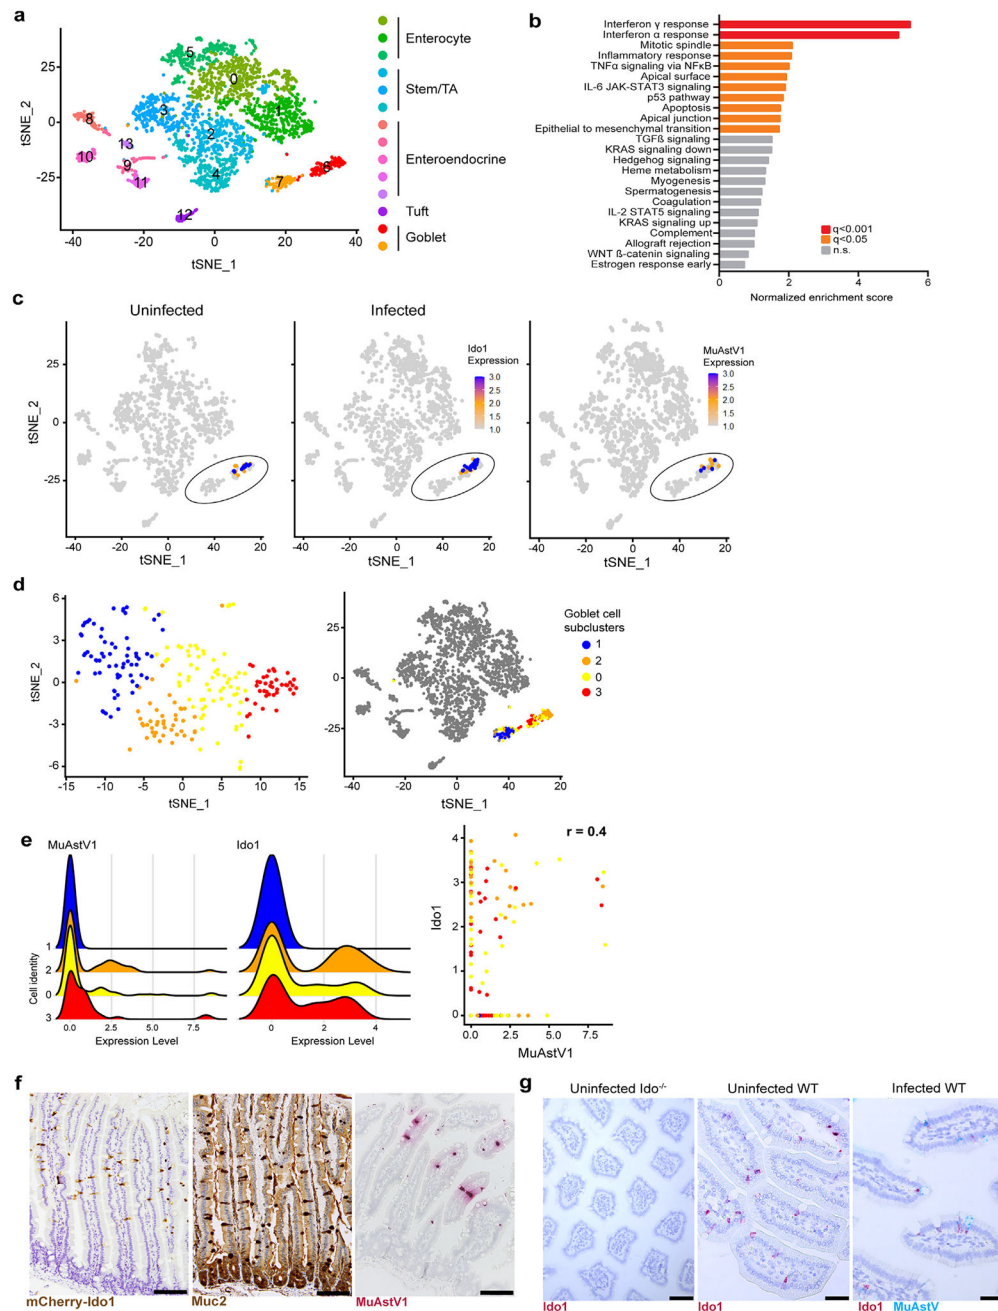 a
tSNE_2
25
0
-25
-40
-20
0
20
40
tSNE_1
5
0
3
1
2
8
13
10
9
11
4
7
6
12
Enterocyte
Stem/TA
Enteroendocrine
Tuft
Goblet
b
Interferon γ response
Interferon α response
Mitotic spindle
Inflammatory response
TNFα signaling via NFκB
Apical surface
IL-6 JAK-STAT3 signaling
p53 pathway
Apoptosis
Apical junction
Epithelial to mesenchymal transition
TGFß signaling
KRAS signaling down
Hedgehog signaling
Heme metabolism
Myogenesis
Spermatogenesis
Coagulation
IL-2 STAT5 signaling
KRAS signaling up
Complement
Allograft rejection
WNT ß-catenin signaling
Estrogen response early
q<0.001
q<0.05
n.s.
0 2 4 6
Normalized enrichment score
c
Uninfected
Infected
tSNE_2
25
0
-25
-40 -20 0 40 20
tSNE_1
Ido1
Expression
3.0
2.5
2.0
1.5
1.0
-40 -20 0 40 20
tSNE_1
MuAstV1
Expression
3.0
2.5
2.0
1.5
1.0
-40 -20 0 40 20
tSNE_1
d
tSNE_2
6
3
0
-3
-6
-15 -10 -5 0 5 10 15
tSNE_1
25
0
-25
-40 -20 0 40 20
tSNE_1
Goblet cell
subclusters
1
2
0
3
e
MuAstV1
Ido1
Cell identity
1
2
0
3
0.0 2.5 5.0 7.5
Expression Level
0 2 4
Expression Level
r = 0.4
Ido1
4
3
2
1
0
0.0 2.5 5.0 7.5
MuAstV1
f
mCherry-Ido1
Muc2
MuAstV1
g
Uninfected Ido⁻/⁻
Uninfected WT
Infected WT
Ido1
Ido1
Ido1 MuAstV